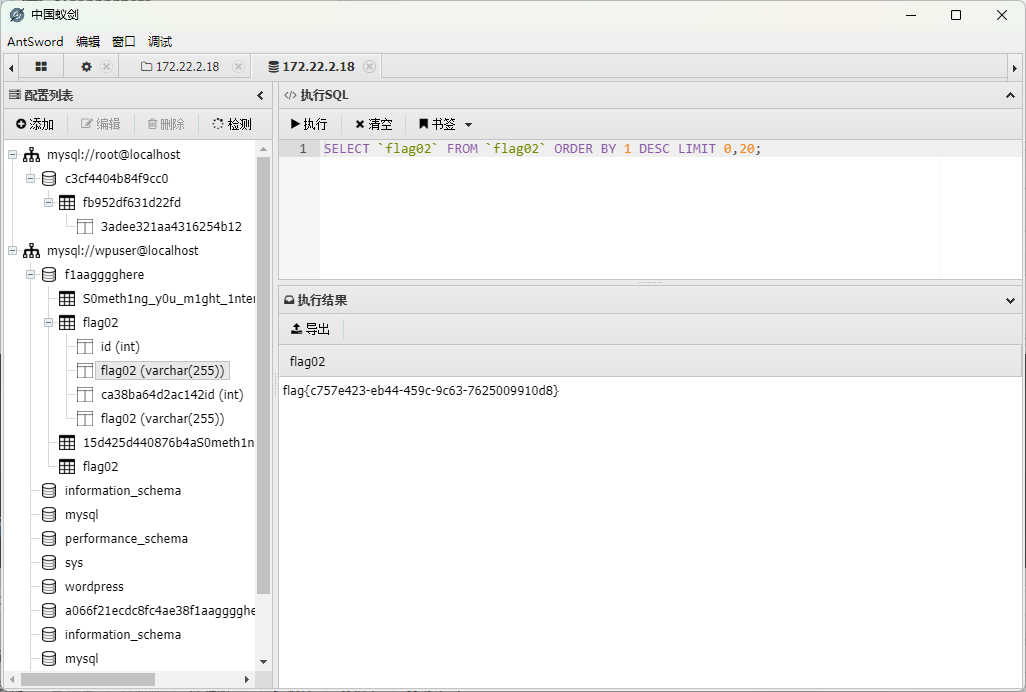 中国蚁剑
AntSword 编辑 窗口 调试
172.22.2.18 172.22.2.18
配置列表
添加 编辑 删除 检测
mysql://root@localhost
c3cf4404b84f9cc0
fb952df631d22fd
3adee321aa4316254b12
mysql://wpuser@localhost
f1aagggghere
S0meth1ng_y0u_m1ght_1nter
flag02
id (int)
flag02 (varchar(255))
ca38ba64d2ac142id (int)
flag02 (varchar(255))
15d425d440876b4aS0meth1n
flag02
information_schema
mysql
performance_schema
sys
wordpress
a066f21ecdc8fc4ae38f1aagggghe
information_schema
mysql
执行SQL
执行 清空 书签
1 SELECT `flag02` FROM `flag02` ORDER BY 1 DESC LIMIT 0,20;
执行结果
导出
flag02
flag{c757e423-eb44-459c-9c63-7625009910d8}